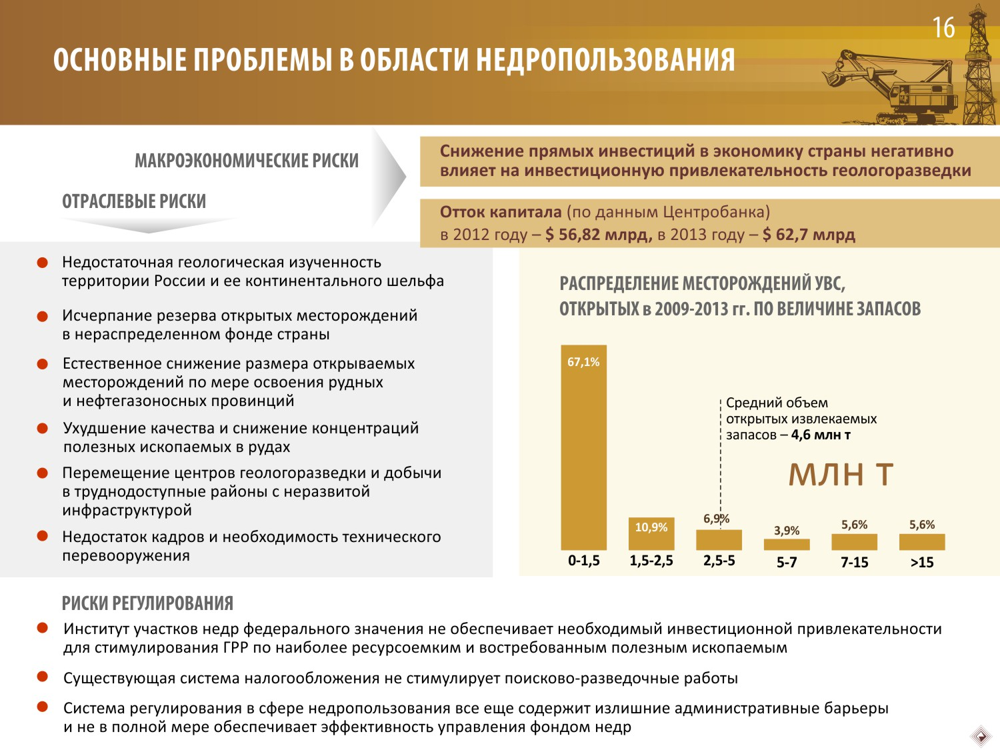 16
ОСНОВНЫЕ ПРОБЛЕМЫ В ОБЛАСТИ НЕДРОПОЛЬЗОВАНИЯ
МАКРОЭКОНОМИЧЕСКИЕ РИСКИ
Снижение прямых инвестиций в экономику страны негативно
влияет на инвестиционную привлекательность геологоразведки
Отток капитала (по данным Центробанка)
в 2012 году – $ 56,82 млрд, в 2013 году – $ 62,7 млрд
ОТРАСЛЕВЫЕ РИСКИ
Недостаточная геологическая изученность
территории России и ее континентального шельфа
Исчерпание резерва открытых месторождений
в нераспределенном фонде страны
Естественное снижение размера открываемых
месторождений по мере освоения рудных
и нефтегазоносных провинций
Ухудшение качества и снижение концентраций
полезных ископаемых в рудах
Перемещение центров геологоразведки и добычи
в труднодоступные районы с неразвитой
инфраструктурой
Недостаток кадров и необходимость технического
перевооружения
РАСПРЕДЕЛЕНИЕ МЕСТОРОЖДЕНИЙ УВС,
ОТКРЫТЫХ в 2009-2013 гг. ПО ВЕЛИЧИНЕ ЗАПАСОВ
67,1%
Средний объем
открытых извлекаемых
запасов – 4,6 млн т
МЛН Т
10,9%
6,9%
3,9%
5,6%
5,6%
0-1,5
1,5-2,5
2,5-5
5-7
7-15
>15
РИСКИ РЕГУЛИРОВАНИЯ
Институт участков недр федерального значения не обеспечивает необходимый инвестиционной привлекательности
для стимулирования ГРР по наиболее ресурсоемким и востребованным полезным ископаемым
Существующая система налогообложения не стимулирует поисково-разведочные работы
Система регулирования в сфере недропользования все еще содержит излишние административные барьеры
и не в полной мере обеспечивает эффективность управления фондом недр